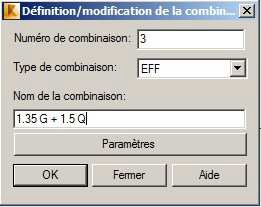 Définition/modification de la combin...
Numéro de combinaison: 3
Type de combinaison: EFF
Nom de la combinaison:
1.35 G + 1.5 Q
Paramètres
OK Fermer Aide